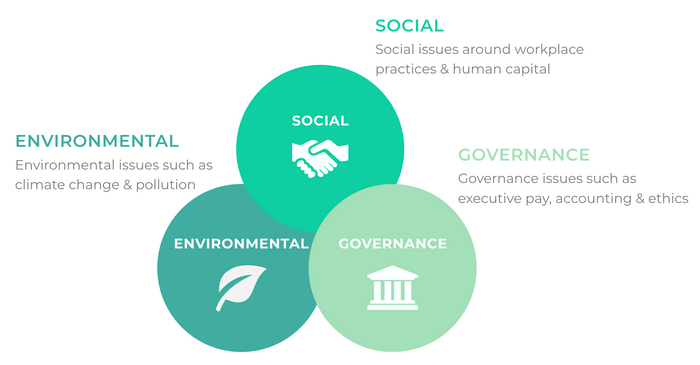 SOCIAL
Social issues around workplace
practices & human capital
SOCIAL
ENVIRONMENTAL
Environmental issues such as
climate change & pollution
GOVERNANCE
Governance issues such as
executive pay, accounting & ethics
ENVIRONMENTAL
GOVERNANCE